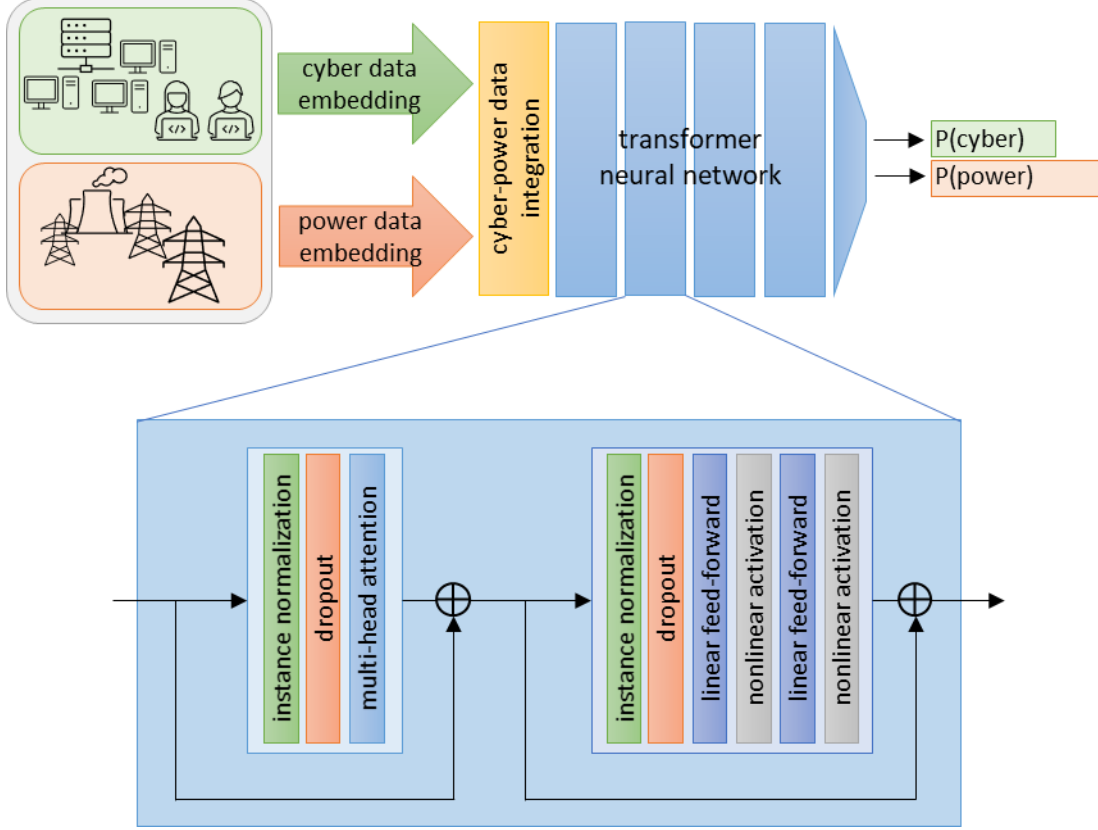 cyber data
embedding
power data
embedding
cyber-power data
integration
transformer
neural network
P(cyber)
P(power)
instance normalization
dropout
multi-head attention
instance normalization
dropout
linear feed-forward
nonlinear activation
linear feed-forward
nonlinear activation